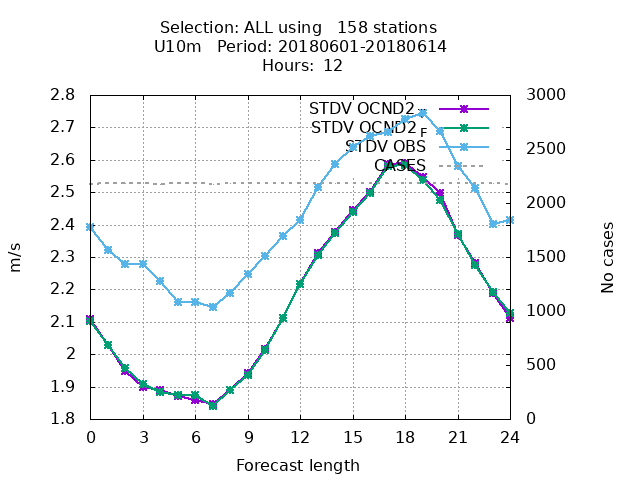 Selection: ALL using   158 stations
U10m   Period: 20180601-20180614
Hours:  12
STDV OCND2
STDV OCND2 F
STDV OBS
CASES
2.8
2.7
2.6
2.5
2.4
2.3
2.2
2.1
2
1.9
1.8
m/s
3000
2500
2000
1500
1000
500
0
No cases
0 3 6 9 12 15 18 21 24
Forecast length